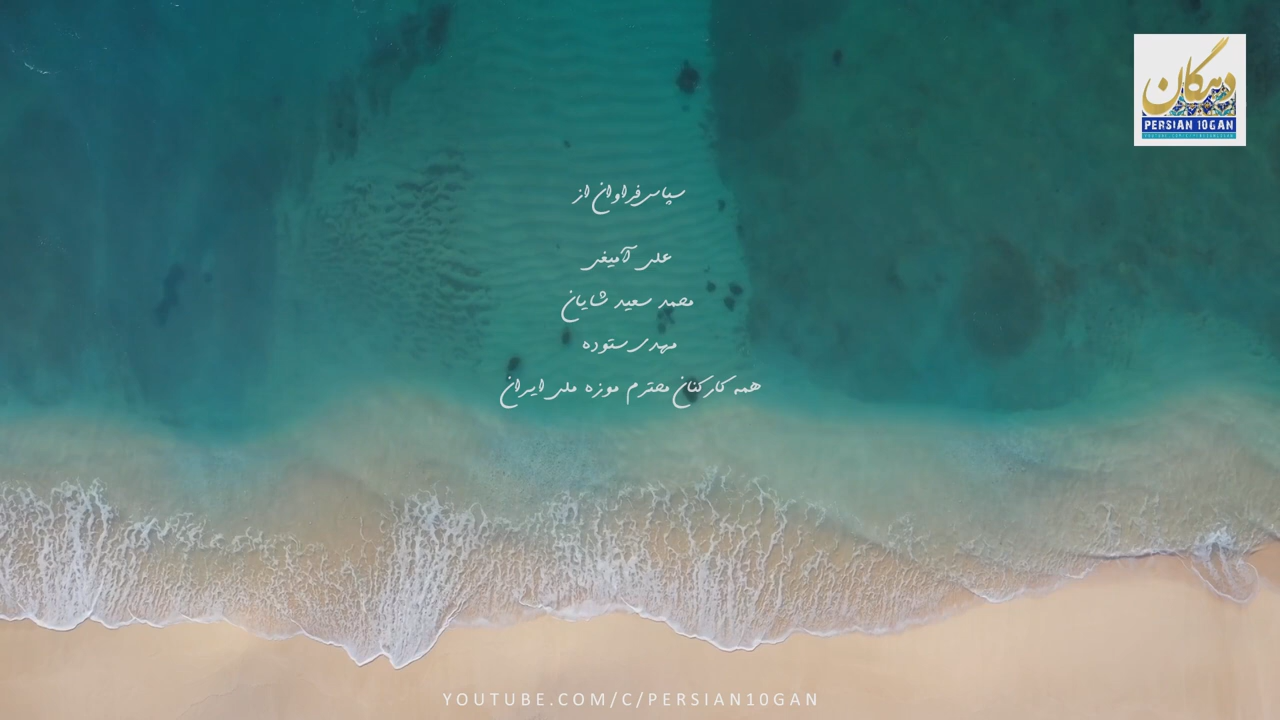 دهگان
PERSIAN 10GAN
سپاس فراوان از
علی آمیغی
محمد سعید شایان
مهدی ستوده
همه کارکنان محترم موزه ملی ایران
YOUTUBE.COM/C/PERSIAN10GAN